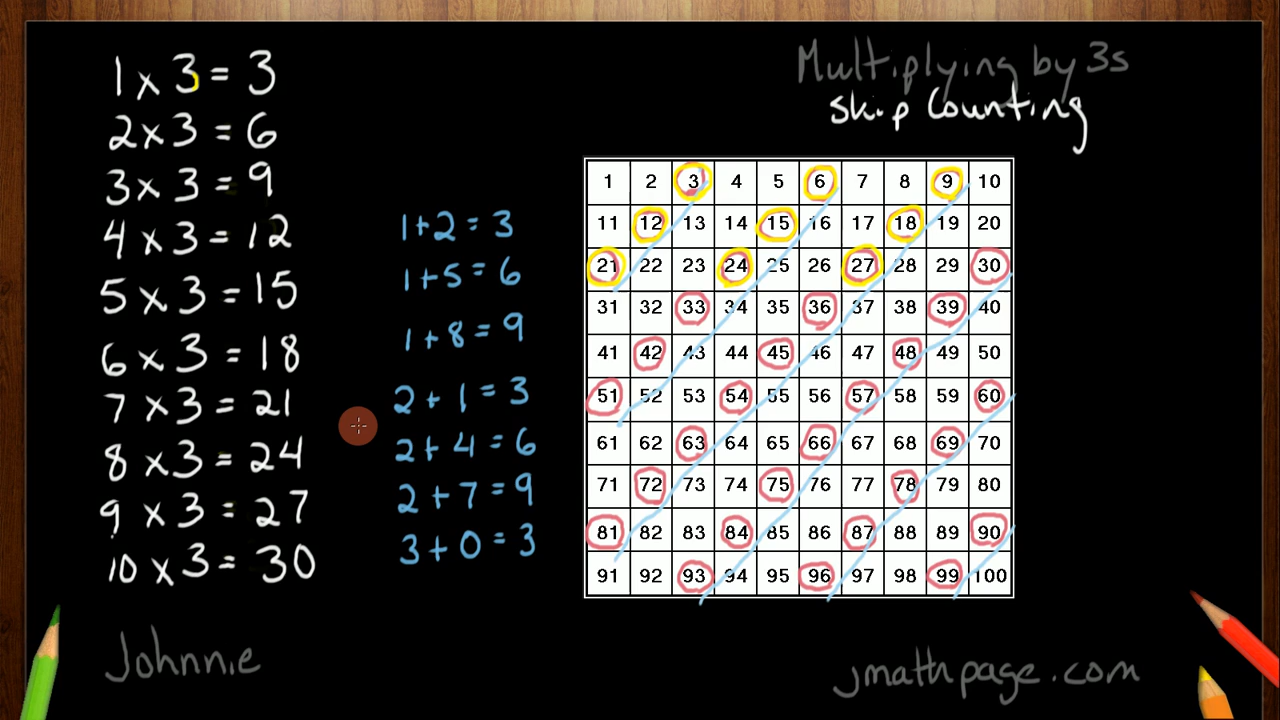 Multiplying by 3s
Skip Counting
1 x 3 = 3
2 x 3 = 6
3 x 3 = 9
4 x 3 = 12
5 x 3 = 15
6 x 3 = 18
7 x 3 = 21
8 x 3 = 24
9 x 3 = 27
10 x 3 = 30
1+2 = 3
1+5 = 6
1+8 = 9
2+1 = 3
2+4 = 6
2+7 = 9
3+0 = 3
1 2 3 4 5 6 7 8 9 10
11 12 13 14 15 16 17 18 19 20
21 22 23 24 25 26 27 28 29 30
31 32 33 34 35 36 37 38 39 40
41 42 43 44 45 46 47 48 49 50
51 52 53 54 55 56 57 58 59 60
61 62 63 64 65 66 67 68 69 70
71 72 73 74 75 76 77 78 79 80
81 82 83 84 85 86 87 88 89 90
91 92 93 94 95 96 97 98 99 100
Johnnie
jmathpage.com